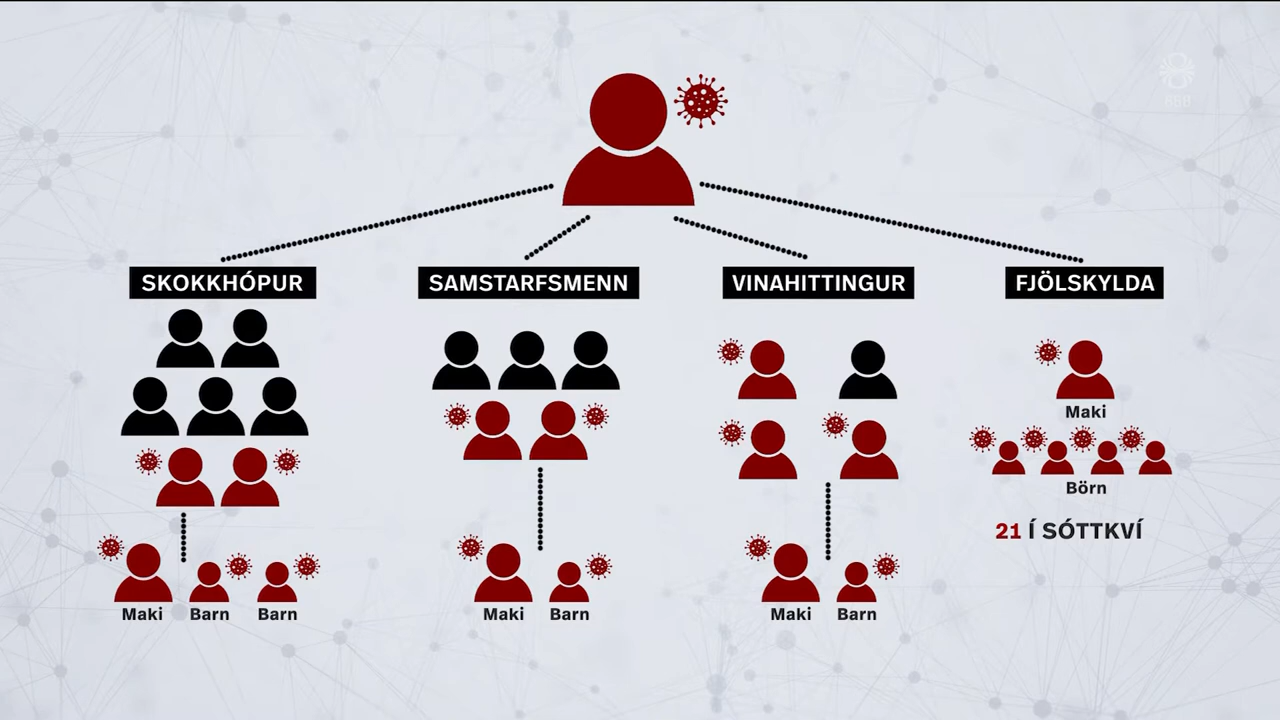 SKOKKHÓPUR
SAMSTARFSMENN
VINAHITTINGUR
FJÖLSKYLDA
Maki
Börn
21 Í SÓTTKVÍ
Maki Barn Barn
Maki Barn
Maki Barn